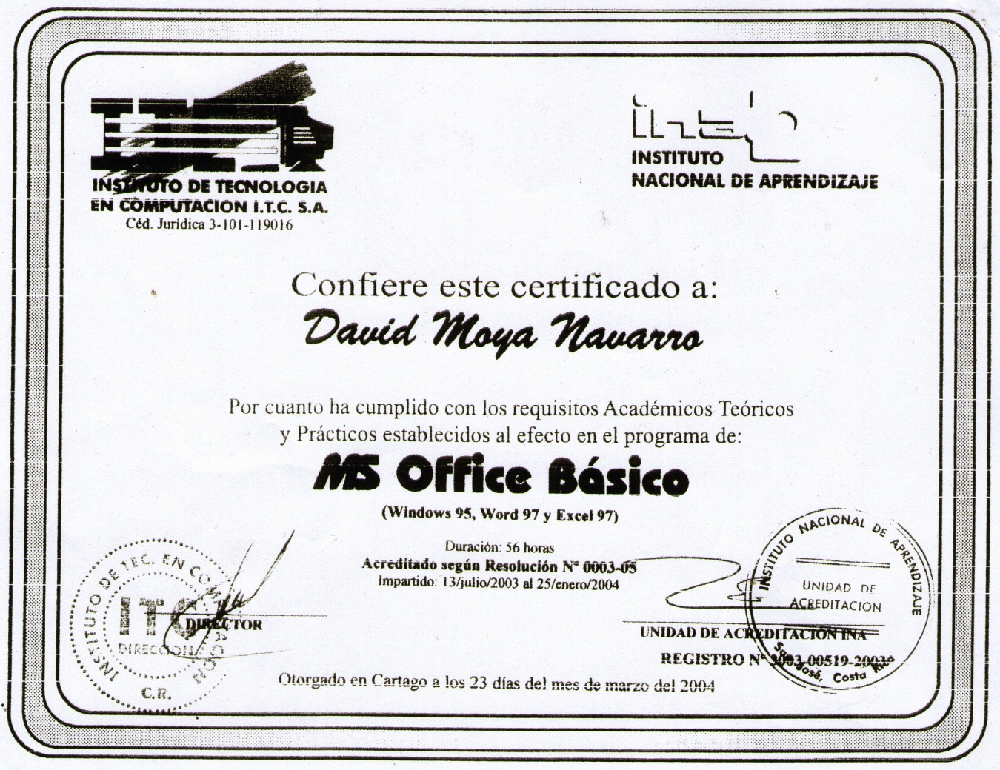 INSTITUTO DE TECNOLOGIA
EN COMPUTACION I.T.C. S.A.
Céd. Jurídica 3-101-119016
ina
INSTITUTO
NACIONAL DE APRENDIZAJE
Confiere este certificado a:
David Moya Navarro
Por cuanto ha cumplido con los requisitos Académicos Teóricos
y Prácticos establecidos al efecto en el programa de:
MS Office Básico
(Windows 95, Word 97 y Excel 97)
Duración: 56 horas
Acreditado según Resolución Nº 0003-05
Impartido: 13/julio/2003 al 25/enero/2004
INSTITUTO DE TEC. EN COMPUTACION
ITC
DIRECCION
C.R.
DIRECTOR
INSTITUTO NACIONAL DE APRENDIZAJE
UNIDAD DE
ACREDITACION
San José, Costa Rica
UNIDAD DE ACREDITACIÓN INA
REGISTRO Nº 3003-00519-2003
Otorgado en Cartago a los 23 días del mes de marzo del 2004